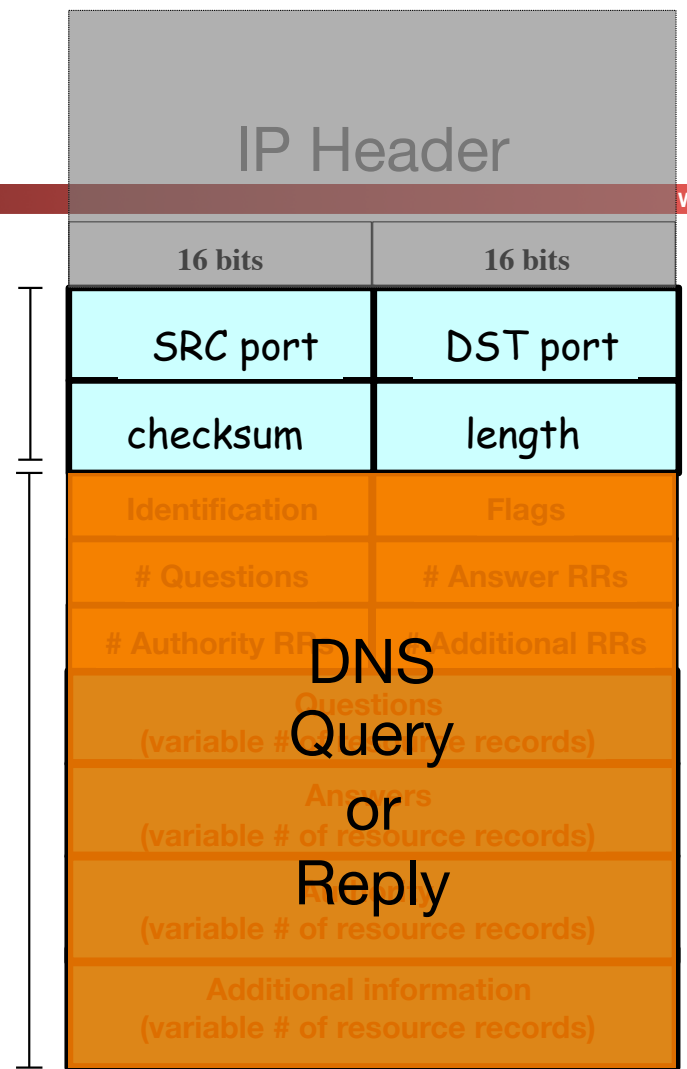 IP Header
16 bits 16 bits
SRC port DST port
checksum length
Identification Flags
# Questions # Answer RRs
# Authority RRs # Additional RRs
DNS
Questions
Query
(variable # of resource records)
Answers
or
(variable # of resource records)
Reply
(variable # of resource records)
Additional information
(variable # of resource records)